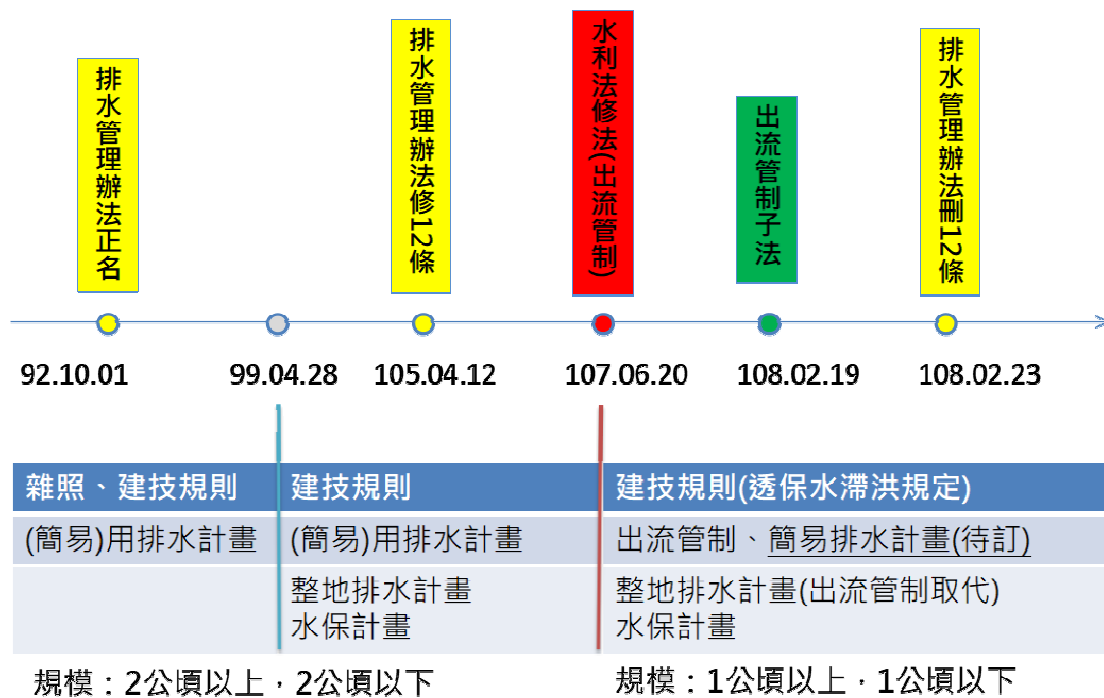 排水管理辦法正名
排水管理辦法修12條
水利法修法(出流管制)
出流管制子法
排水管理辦法刪12條
92.10.01
99.04.28
105.04.12
107.06.20
108.02.19
108.02.23
雜照、建技規則
建技規則
建技規則(透保水滯洪規定)
(簡易)用排水計畫
(簡易)用排水計畫
出流管制、簡易排水計畫(待訂)
整地排水計畫
水保計畫
整地排水計畫(出流管制取代)
水保計畫
規模：2公頃以上，2公頃以下
規模：1公頃以上，1公頃以下